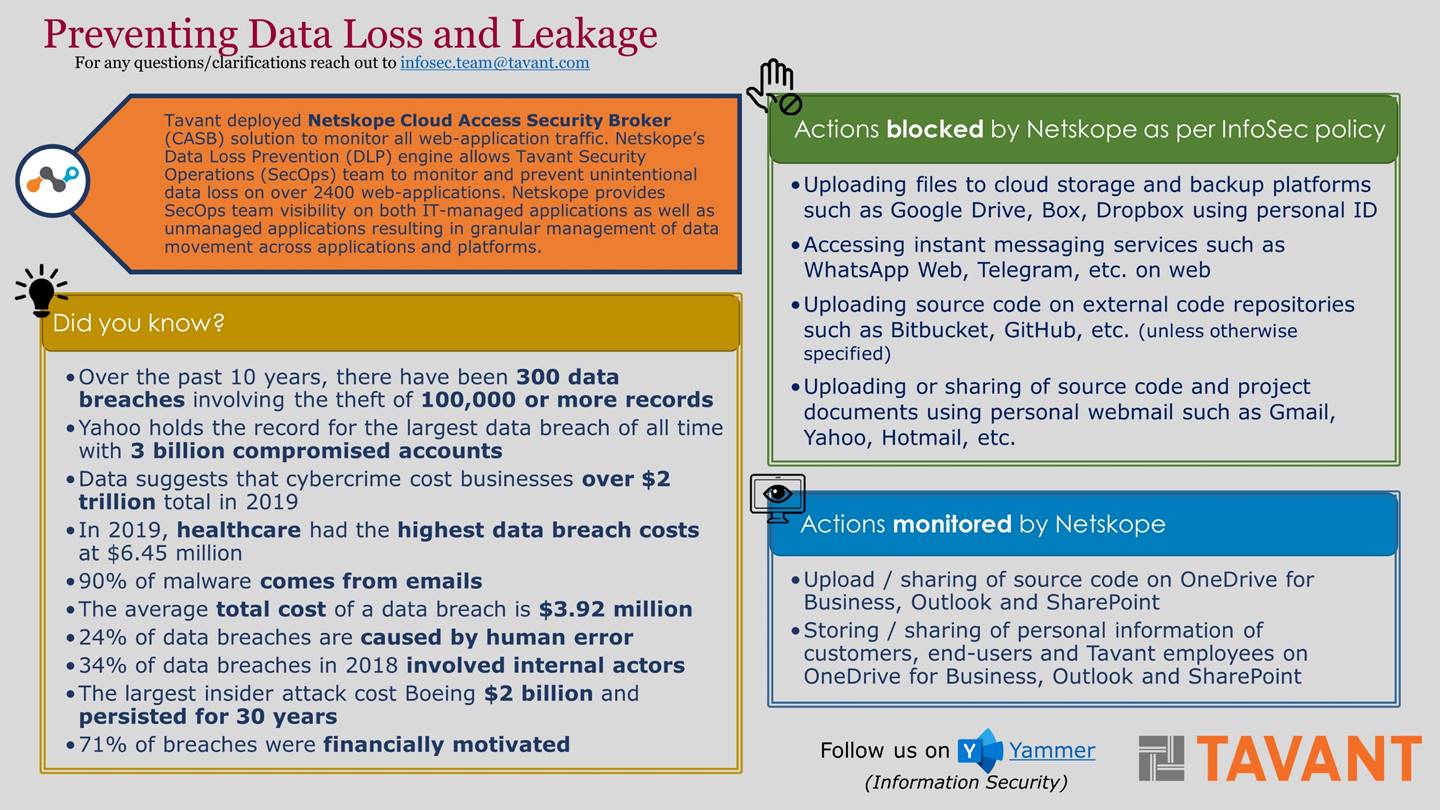 Preventing Data Loss and Leakage
For any questions/clarifications reach out to infosec.team@tavant.com
Tavant deployed Netskope Cloud Access Security Broker
(CASB) solution to monitor all web-application traffic. Netskope’s
Data Loss Prevention (DLP) engine allows Tavant Security
Operations (SecOps) team to monitor and prevent unintentional
data loss on over 2400 web-applications. Netskope provides
SecOps team visibility on both IT-managed applications as well as
unmanaged applications resulting in granular management of data
movement across applications and platforms.
Did you know?
•Over the past 10 years, there have been 300 data
breaches involving the theft of 100,000 or more records
•Yahoo holds the record for the largest data breach of all time
with 3 billion compromised accounts
•Data suggests that cybercrime cost businesses over $2
trillion total in 2019
•In 2019, healthcare had the highest data breach costs
at $6.45 million
•90% of malware comes from emails
•The average total cost of a data breach is $3.92 million
•24% of data breaches are caused by human error
•34% of data breaches in 2018 involved internal actors
•The largest insider attack cost Boeing $2 billion and
persisted for 30 years
•71% of breaches were financially motivated
Actions blocked by Netskope as per InfoSec policy
•Uploading files to cloud storage and backup platforms
such as Google Drive, Box, Dropbox using personal ID
•Accessing instant messaging services such as
WhatsApp Web, Telegram, etc. on web
•Uploading source code on external code repositories
such as Bitbucket, GitHub, etc. (unless otherwise
specified)
•Uploading or sharing of source code and project
documents using personal webmail such as Gmail,
Yahoo, Hotmail, etc.
Actions monitored by Netskope
•Upload / sharing of source code on OneDrive for
Business, Outlook and SharePoint
•Storing / sharing of personal information of
customers, end-users and Tavant employees on
OneDrive for Business, Outlook and SharePoint
Follow us on Y Yammer
(Information Security)
TAVANT